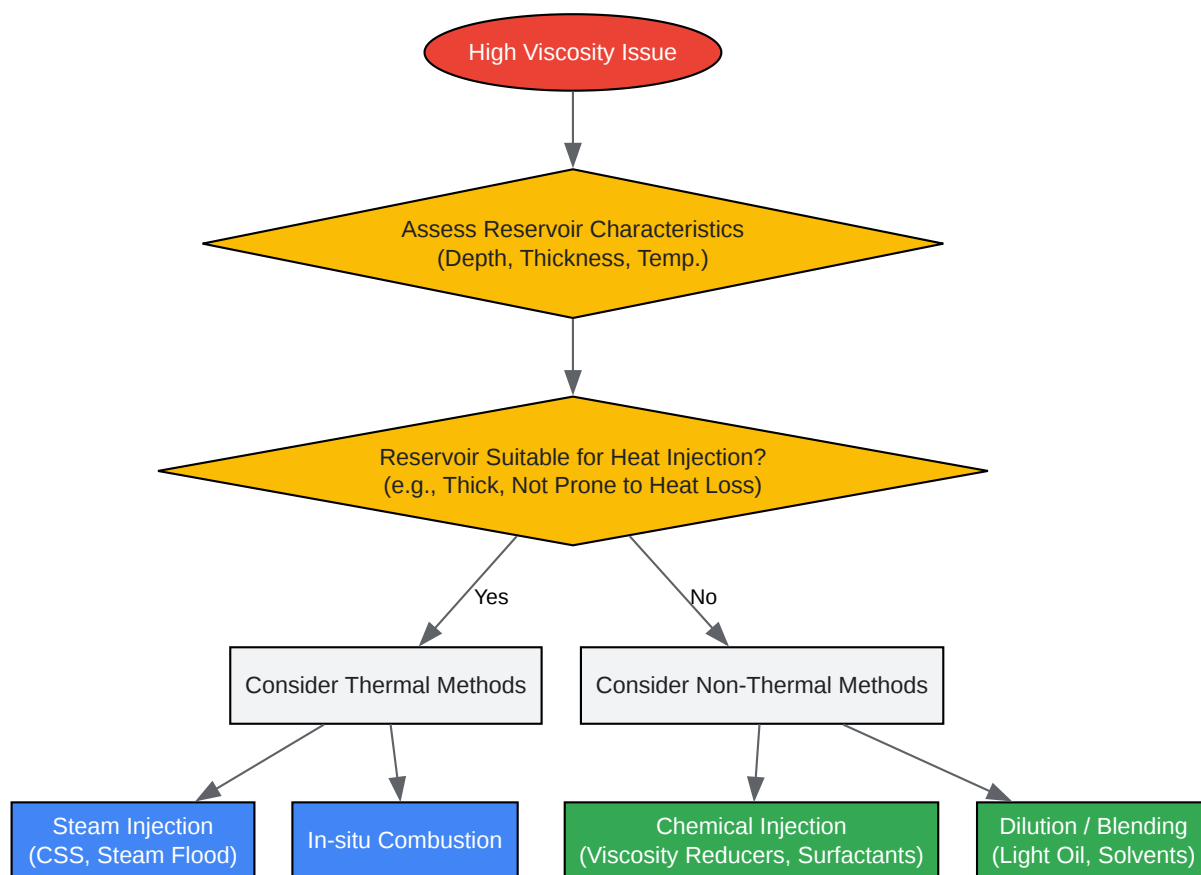 High Viscosity Issue
Assess Reservoir Characteristics
(Depth, Thickness, Temp.)
Reservoir Suitable for Heat Injection?
(e.g., Thick, Not Prone to Heat Loss)
Yes
No
Consider Thermal Methods
Consider Non-Thermal Methods
Steam Injection
(CSS, Steam Flood)
In-situ Combustion
Chemical Injection
(Viscosity Reducers, Surfactants)
Dilution / Blending
(Light Oil, Solvents)